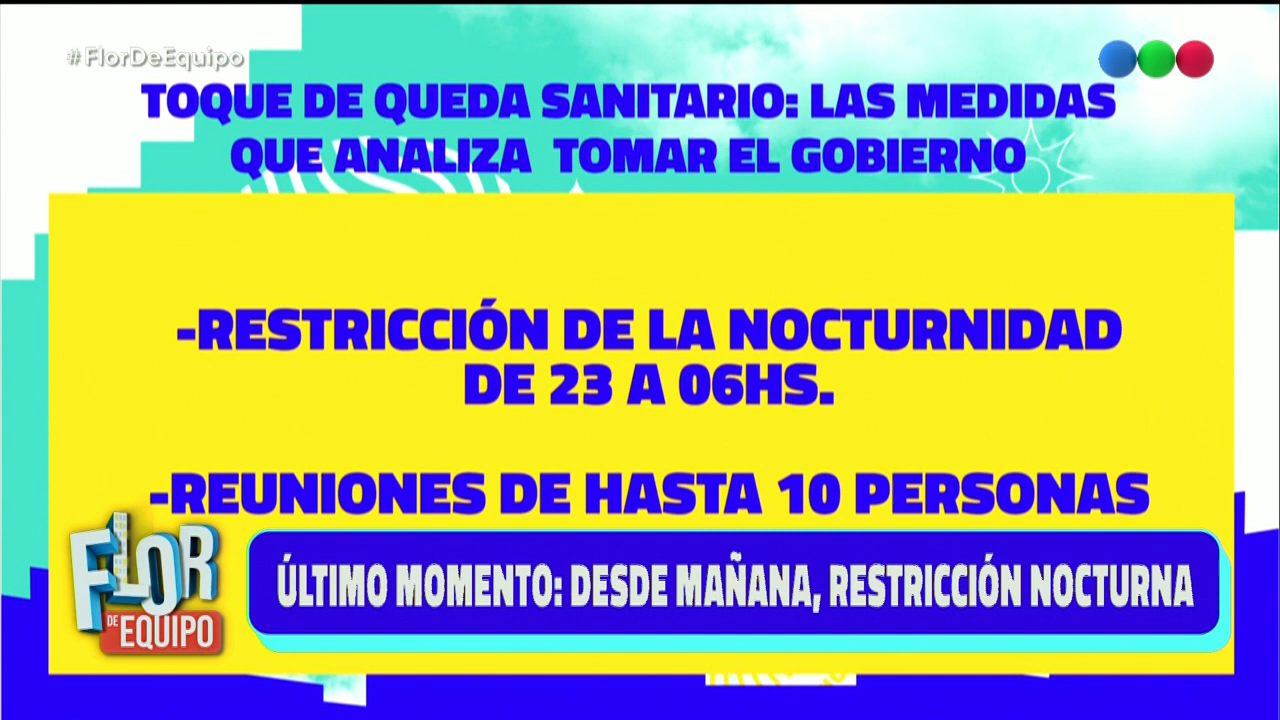 #FlorDeEquipo
TOQUE DE QUEDA SANITARIO: LAS MEDIDAS
QUE ANALIZA TOMAR EL GOBIERNO
-RESTRICCIÓN DE LA NOCTURNIDAD
DE 23 A 06HS.
-REUNIONES DE HASTA 10 PERSONAS
FLOR
DE EQUIPO
ÚLTIMO MOMENTO: DESDE MAÑANA, RESTRICCIÓN NOCTURNA